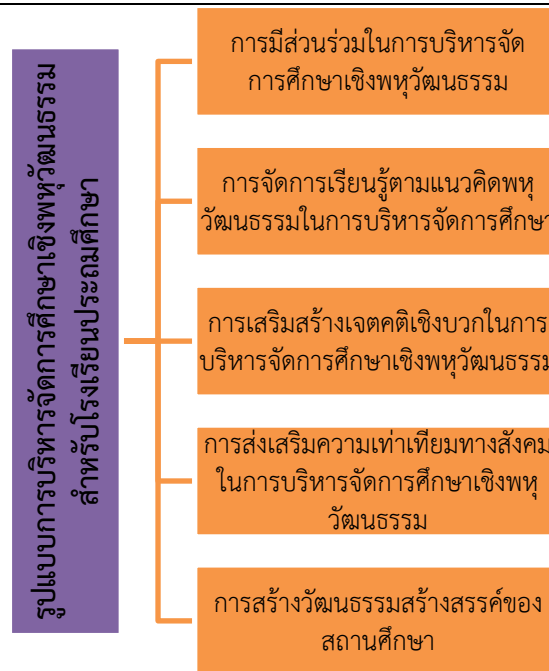 รูปแบบการบริหารจัดการศึกษาเชิงพหุวัฒนธรรม
สำหรับโรงเรียนประถมศึกษา
การมีส่วนร่วมในการบริหารจัด
การศึกษาเชิงพหุวัฒนธรรม
การจัดการเรียนรู้ตามแนวคิดพหุ
วัฒนธรรมในการบริหารจัดการศึกษา
การเสริมสร้างเจตคติเชิงบวกในการ
บริหารจัดการศึกษาเชิงพหุวัฒนธรรม
การส่งเสริมความเท่าเทียมทางสังคม
ในการบริหารจัดการศึกษาเชิงพหุ
วัฒนธรรม
การสร้างวัฒนธรรมสร้างสรรค์ของ
สถานศึกษา